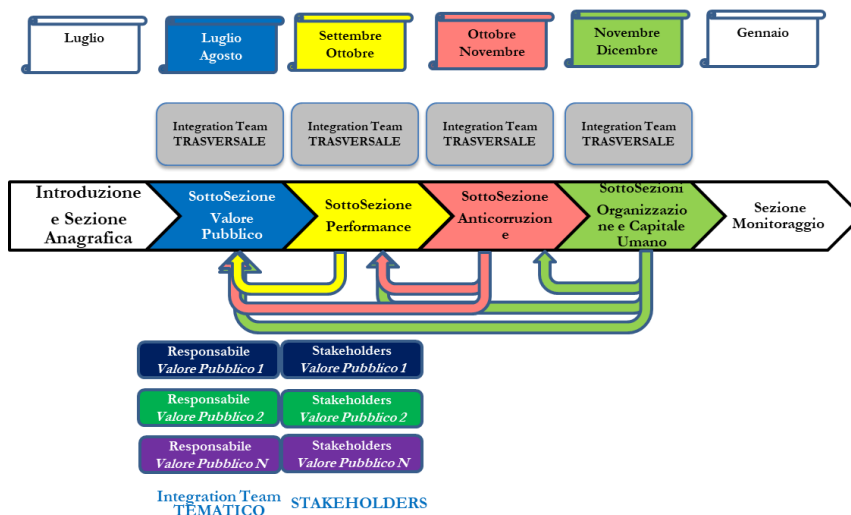 Luglio
Luglio
Agosto
Settembre
Ottobre
Ottobre
Novembre
Novembre
Dicembre
Gennaio
Integration Team
TRASVERSALE
Integration Team
TRASVERSALE
Integration Team
TRASVERSALE
Integration Team
TRASVERSALE
Introduzione
e Sezione
Anagrafica
SottoSezione
Valore
Pubblico
SottoSezione
Performance
SottoSezione
Anticorruzion
e
SottoSezioni
Organizzazio
ne e Capitale
Umano
Sezione
Monitoraggio
Responsabile
Valore Pubblico 1
Stakeholders
Valore Pubblico 1
Responsabile
Valore Pubblico 2
Stakeholders
Valore Pubblico 2
Responsabile
Valore Pubblico N
Stakeholders
Valore Pubblico N
Integration Team
TEMATICO
STAKEHOLDERS